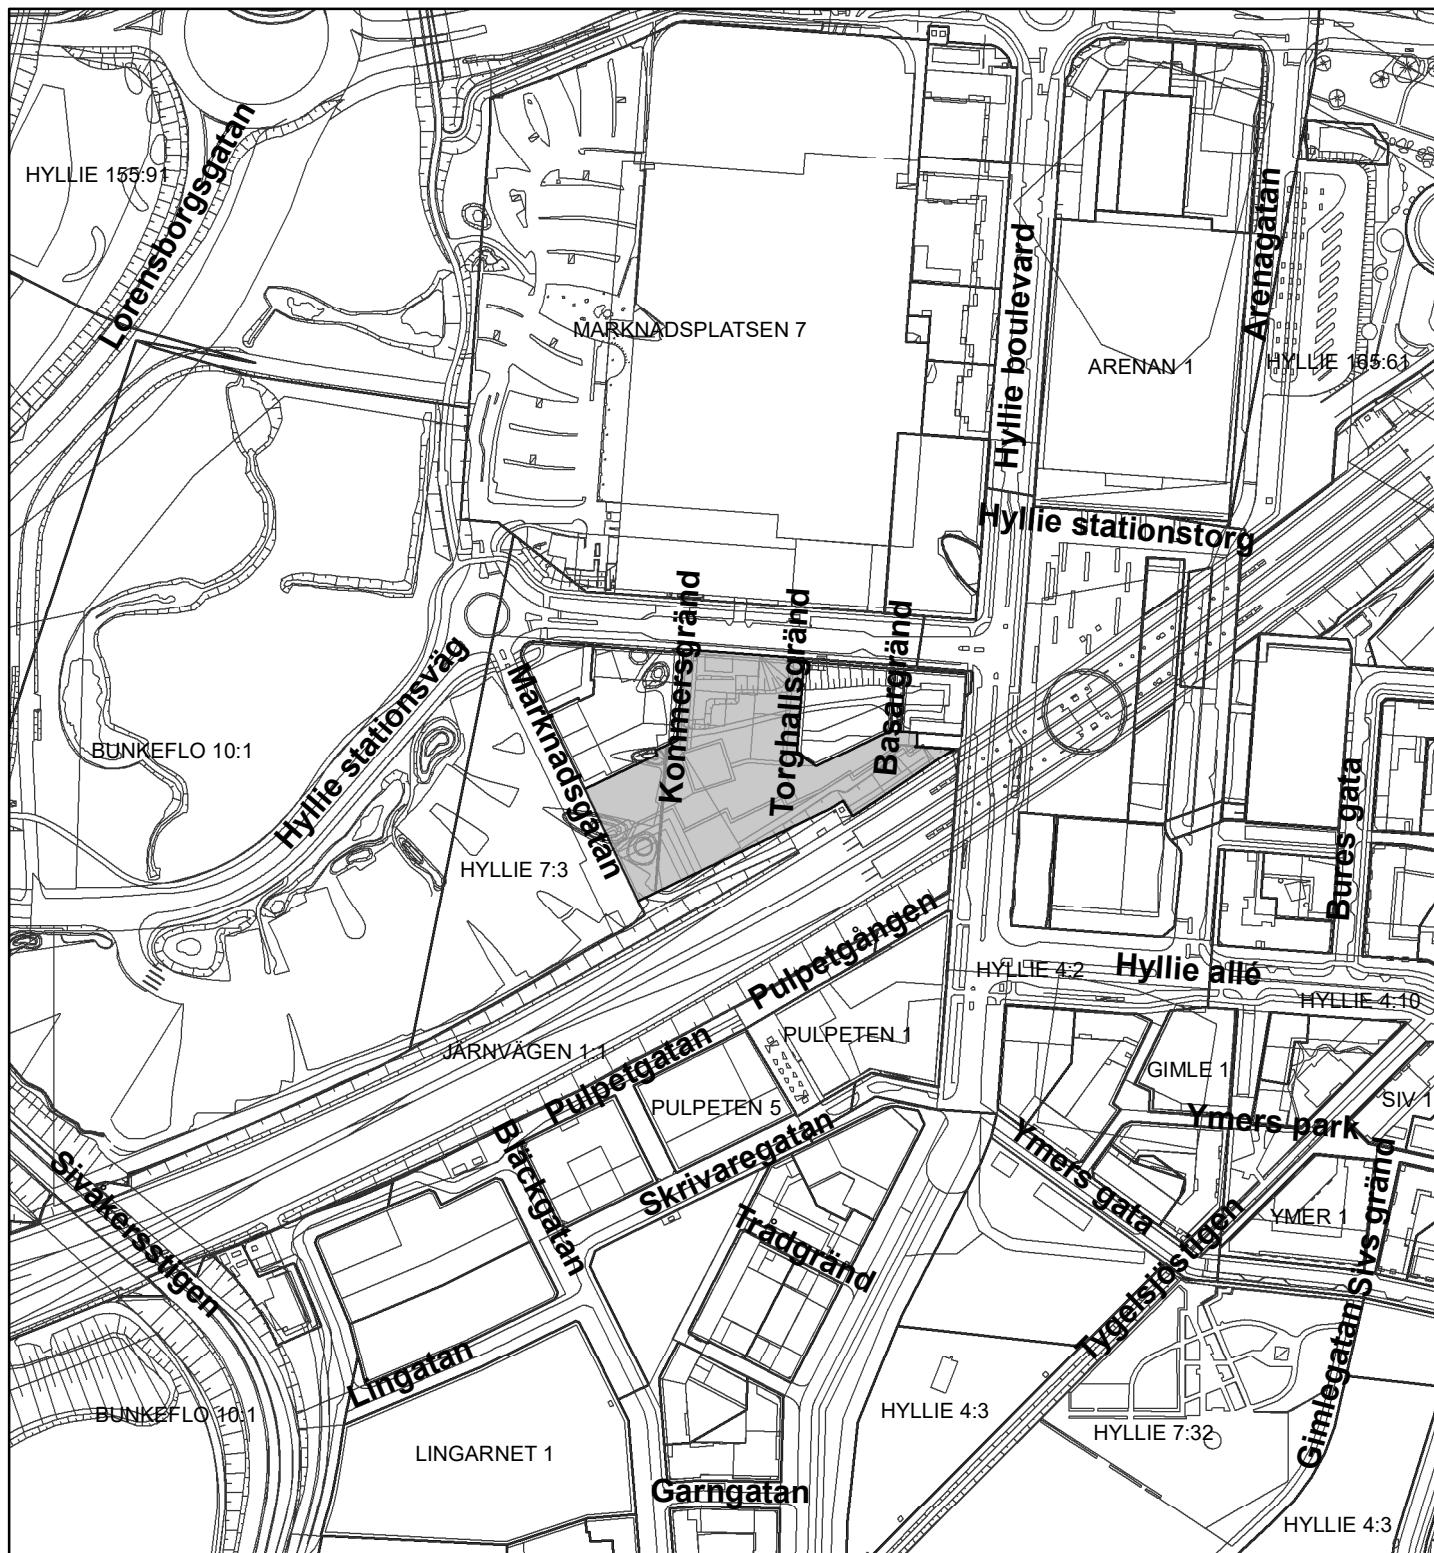 Lorensborgsgatan
HYLLIE 155:91
MARKNADSPLATSEN 7
Hyllie boulevard
ARENAN 1
Arenagatan
HYLLIE 165:61
Hyllie stationstorg
Kommersgränd
Torghallsgränd
Basargränd
Marknadsgatan
Hyllie stationsväg
BUNKEFLO 10:1
HYLLIE 7:3
Bures gata
Pulpetgången
HYLLIE 4:2
Hyllie allé
HYLLIE 4:10
JÄRNVÄGEN 1:1
PULPETEN 1
Pulpetgatan
PULPETEN 5
GIMLE 1
SIV 1
Ymers park
Skrivaregatan
Bläckgatan
Ymers gata
Sivåkersstigen
Trådgränd
YMER 1
Sivs gränd
Tygelsjöstigen
Lingatan
Gimlegatan
BUNKEFLO 10:1
HYLLIE 4:3
HYLLIE 7:32
LINGARNET 1
Garngatan
HYLLIE 4:3